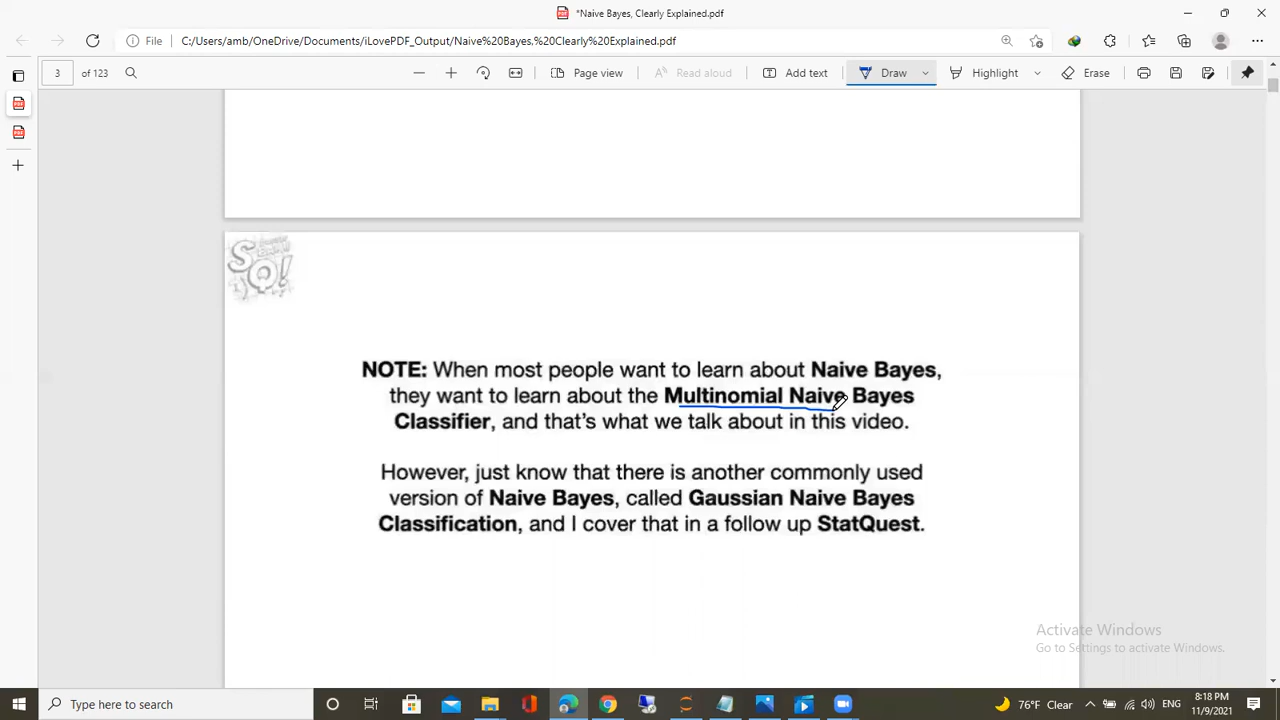 *Naive Bayes, Clearly Explained.pdf
File C:/Users/amb/OneDrive/Documents/iLovePDF_Output/Naive%20Bayes,%20Clearly%20Explained.pdf
3 of 123 Page view Read aloud Add text Draw Highlight Erase
SQ!
NOTE: When most people want to learn about Naive Bayes,
they want to learn about the Multinomial Naive Bayes
Classifier, and that's what we talk about in this video.
However, just know that there is another commonly used
version of Naive Bayes, called Gaussian Naive Bayes
Classification, and I cover that in a follow up StatQuest.
Activate Windows
Go to Settings to activate Windows.
Type here to search
76°F Clear
ENG
8:18 PM
11/9/2021